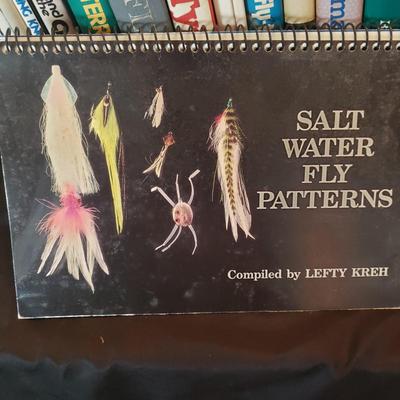 SALT
WATER
FLY
PATTERNS
Compiled by LEFTY KREH